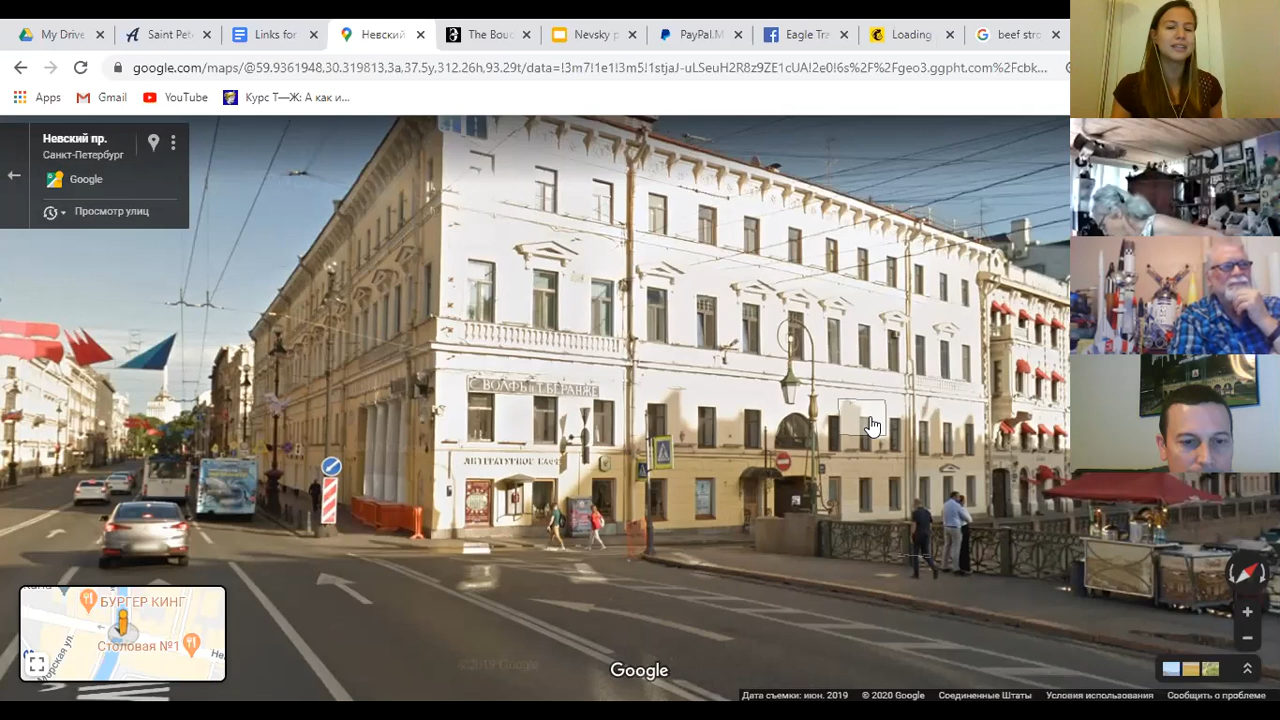 My Drive
Saint Pet
Links for
Невский
The Bou
Nevsky p
PayPal.M
Eagle Tra
Loading
beef stro
google.com/maps/@59.9361948,30.319813,3a,37.5y,312.26h,93.29t/data=!3m7!1e1!3m5!1stjaJ-uLSeuH2R8z9ZE1cUA!2e0!6s%2F%2Fgeo3.ggpht.com%2Fcbk...
Apps
Gmail
YouTube
Курс Т—Ж: А как и...
Невский пр.
Санкт-Петербург
Google
Просмотр улиц
С.ВОЛФЪ и Т.БЕРАНЖЕ
ЛИТЕРАТУРНОЕ КАФЕ
БУРГЕР КИНГ
Столовая №1
Морская ул.
©2019 Google
Google
Дата съемки: июн. 2019
© 2020 Google
Соединенные Штаты
Условия использования
Сообщить о проблеме